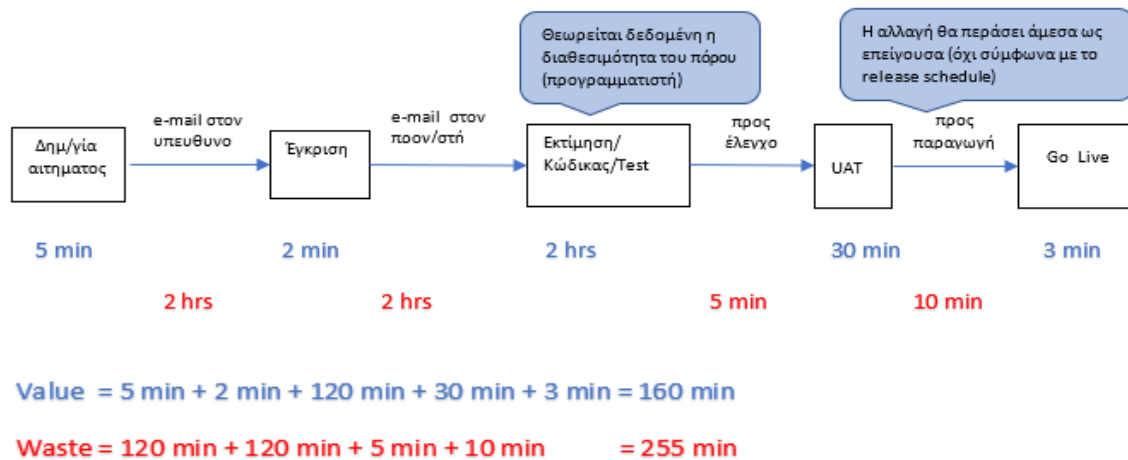 Θεωρείται δεδομένη η
διαθεσιμότητα του πόρου
(προγραμματιστή)
Η αλλαγή θα περάσει άμεσα ως
επείγουσα (όχι σύμφωνα με το
release schedule)
e-mail στον
υπευθυνο
e-mail στον
προν/στή
προς
έλεγχο
προς
παραγωγή
Δημ/γία
αιτηματος
Έγκριση
Εκτίμηση/
Κώδικας/Test
UAT
Go Live
5 min
2 min
2 hrs
30 min
3 min
2 hrs
2 hrs
5 min
10 min
Value = 5 min + 2 min + 120 min + 30 min + 3 min = 160 min
Waste = 120 min + 120 min + 5 min + 10 min = 255 min